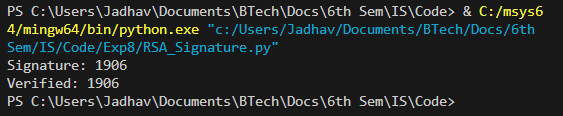 PS C:\Users\Jadhav\Documents\BTech\Docs\6th Sem\IS\Code> & C:/msys6
4/mingw64/bin/python.exe "c:/Users/Jadhav/Documents/BTech/Docs/6th
Sem/IS/Code/Exp8/RSA_Signature.py"
Signature: 1906
Verified: 1906
PS C:\Users\Jadhav\Documents\BTech\Docs\6th Sem\IS\Code>